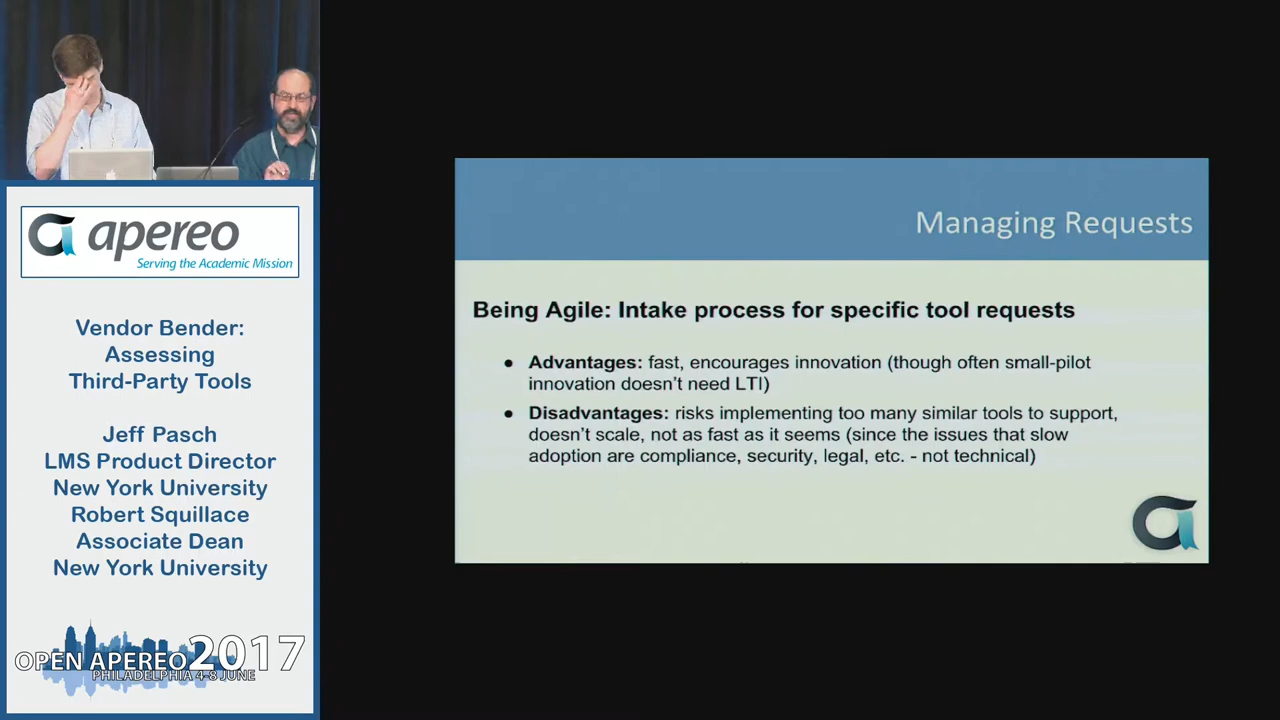 apereo
Serving the Academic Mission
Vendor Bender:
Assessing
Third-Party Tools
Jeff Pasch
LMS Product Director
New York University
Robert Squillace
Associate Dean
New York University
OPEN APEREO 2017
PHILADELPHIA 4-8 JUNE
Managing Requests
Being Agile: Intake process for specific tool requests
● Advantages: fast, encourages innovation (though often small-pilot
innovation doesn't need LTI)
● Disadvantages: risks implementing too many similar tools to support,
doesn't scale, not as fast as it seems (since the issues that slow
adoption are compliance, security, legal, etc. - not technical)